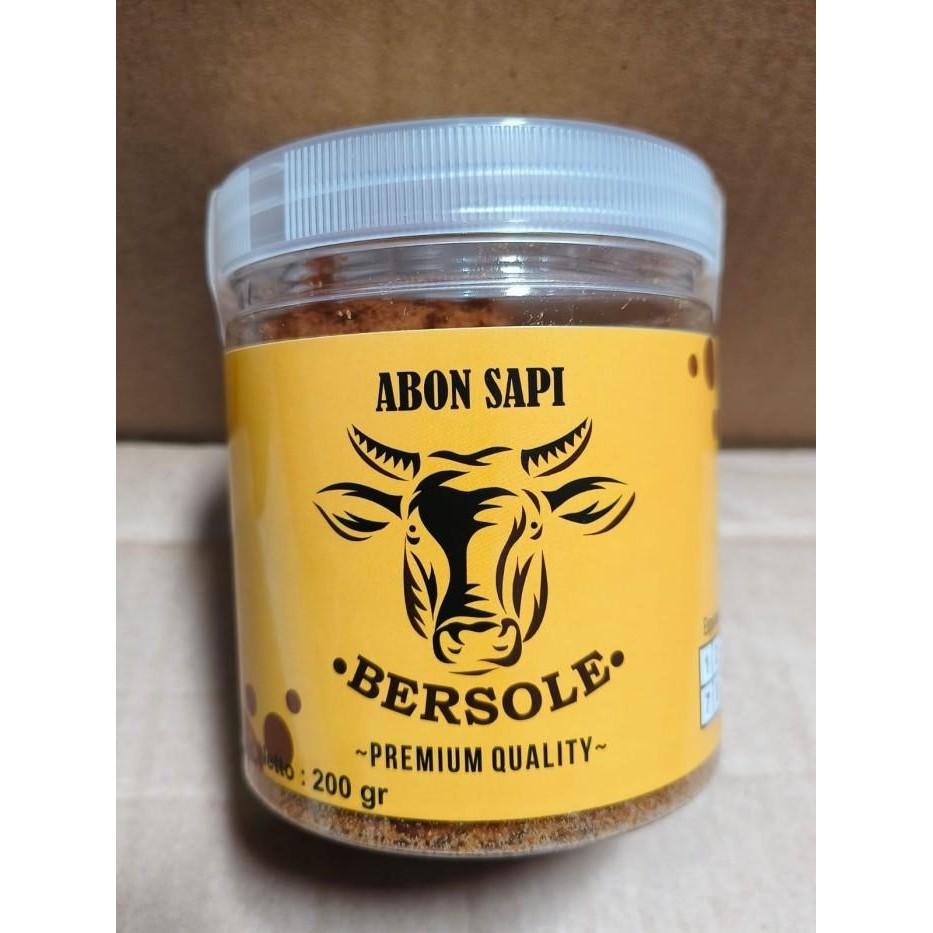 ABON SAPI
•BERSOLE•
~PREMIUM QUALITY~
: 200 gr